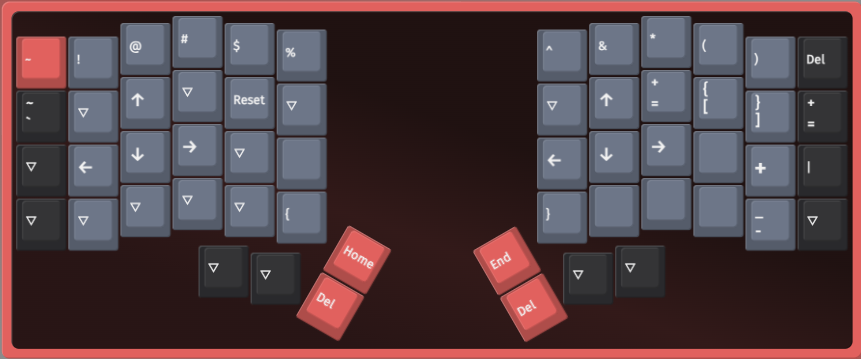 ~ ! @ # $ % ^ & * ( ) Del
~
` ▽ ↑ ▽ Reset ▽ ▽ ↑ +
= {
[ }
] +
=
▽ ← ↓ → ▽ ← ↓ → + |
▽ ▽ ▽ ▽ ▽ { } _
- ▽
▽ ▽ Home End ▽ ▽
Del Del